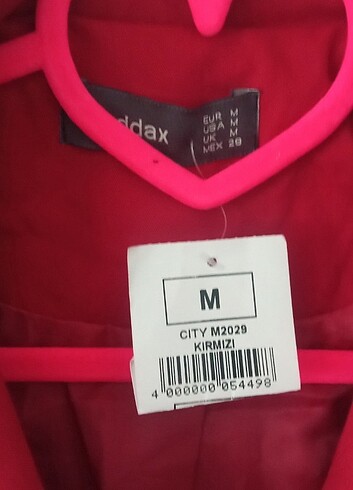 ddax
EUR M
USA M
UK M
MEX 28
M
CITY M2029
KIRMIZI
4 000000 054498